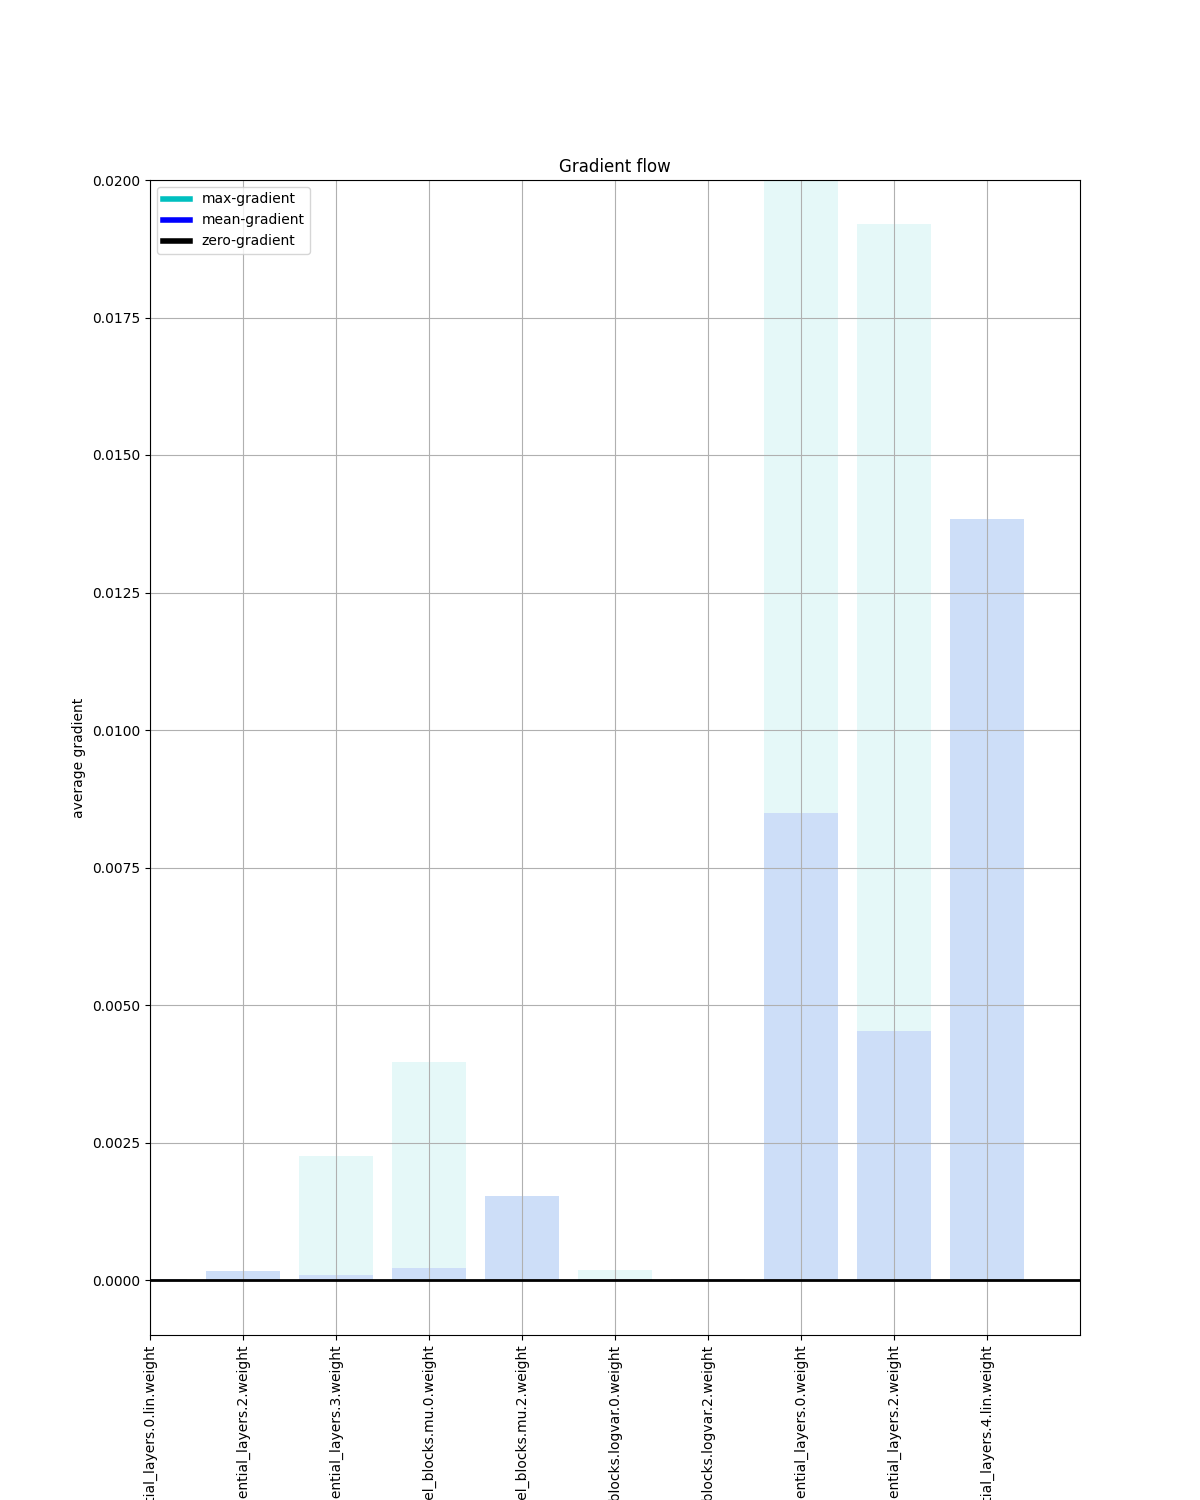 Gradient flow
max-gradient
mean-gradient
zero-gradient
0.0200
0.0175
0.0150
0.0125
0.0100
0.0075
0.0050
0.0025
0.0000
average gradient
tial_layers.0.lin.weight
ential_layers.2.weight
ential_layers.3.weight
el_blocks.mu.0.weight
el_blocks.mu.2.weight
blocks.logvar.0.weight
blocks.logvar.2.weight
ential_layers.0.weight
ential_layers.2.weight
tial_layers.4.lin.weight